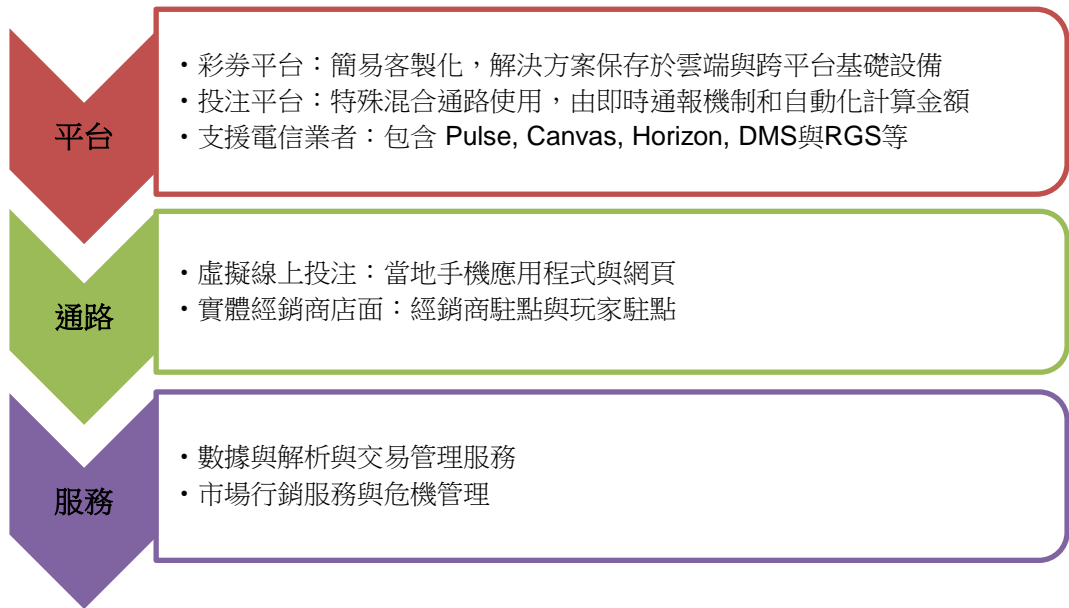 平台
・彩券平台：簡易客製化，解決方案保存於雲端與跨平台基礎設備
・投注平台：特殊混合通路使用，由即時通報機制和自動化計算金額
・支援電信業者：包含 Pulse, Canvas, Horizon, DMS與RGS等
通路
・虛擬線上投注：當地手機應用程式與網頁
・實體經銷商店面：經銷商駐點與玩家駐點
服務
・數據與解析與交易管理服務
・市場行銷服務與危機管理